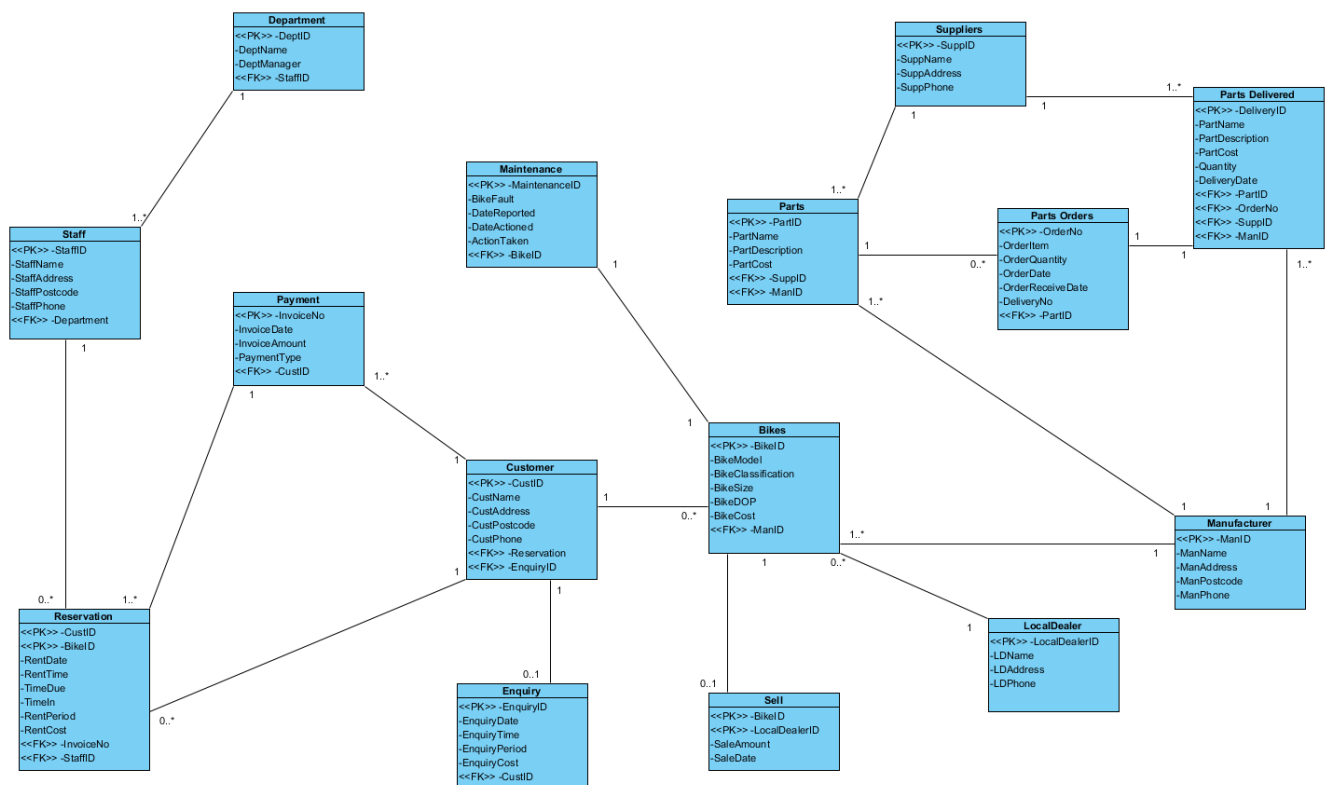 Department
<<PK>> -DeptID
-DeptName
-DeptManager
<<FK>> -StaffID
1
1..*
Staff
<<PK>> -StaffID
-StaffName
-StaffAddress
-StaffPostcode
-StaffPhone
<<FK>> -Department
1
0..*
Payment
<<PK>> -InvoiceNo
-InvoiceDate
-InvoiceAmount
-PaymentType
<<FK>> -CustID
1
1..*
1..*
1
Reservation
<<PK>> -CustID
<<PK>> -BikeID
-RentDate
-RentTime
-TimeDue
-TimeIn
-RentPeriod
-RentCost
<<FK>> -InvoiceNo
<<FK>> -StaffID
0..*
1
Customer
<<PK>> -CustID
-CustName
-CustAddress
-CustPostcode
-CustPhone
<<FK>> -Reservation
<<FK>> -EnquiryID
1
0..*
1
0..1
Enquiry
<<PK>> -EnquiryID
-EnquiryDate
-EnquiryTime
-EnquiryPeriod
-EnquiryCost
<<FK>> -CustID
Maintenance
<<PK>> -MaintenanceID
-BikeFault
-DateReported
-DateActioned
-ActionTaken
<<FK>> -BikeID
1
1
Bikes
<<PK>> -BikeID
-BikeModel
-BikeClassification
-BikeSize
-BikeDOP
-BikeCost
<<FK>> -ManID
1..*
1
0..*
1
1
0..1
Sell
<<PK>> -BikeID
<<PK>> -LocalDealerID
-SaleAmount
-SaleDate
LocalDealer
<<PK>> -LocalDealerID
-LDName
-LDAddress
-LDPhone
Suppliers
<<PK>> -SuppID
-SuppName
-SuppAddress
-SuppPhone
1
1..*
1
1..*
Parts
<<PK>> -PartID
-PartName
-PartDescription
-PartCost
<<FK>> -SuppID
<<FK>> -ManID
1
0..*
1..*
1
Parts Orders
<<PK>> -OrderNo
-OrderItem
-OrderQuantity
-OrderDate
-OrderReceiveDate
-DeliveryNo
<<FK>> -PartID
1
1
Parts Delivered
<<PK>> -DeliveryID
-PartName
-PartDescription
-PartCost
-Quantity
-DeliveryDate
<<FK>> -PartID
<<FK>> -OrderNo
<<FK>> -SuppID
<<FK>> -ManID
1..*
1
Manufacturer
<<PK>> -ManID
-ManName
-ManAddress
-ManPostcode
-ManPhone